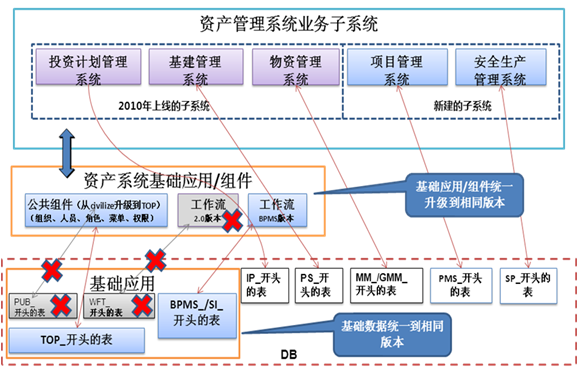 资产管理系统业务子系统
投资计划管理
系统
基建管理
系统
物资管理
系统
项目管理
系统
安全生产
管理系统
2010年上线的子系统
新建的子系统
资产系统基础应用/组件
公共组件（从civilize升级到TOP）
（组织、人员、角色、菜单、权限）
工作流
2.0版本
工作流
BPMS版本
基础应用/组件统一
升级到相同版本
基础应用
PUB_
开头的表
WFT_
开头的表
BPMS_/SI_
开头的表
TOP_开头的表
IP_开头
的表
PS_开
头的表
MM_/GMM_
开头的表
PMS_开
头的表
SP_开头的
表
基础数据统一到相同
版本
DB